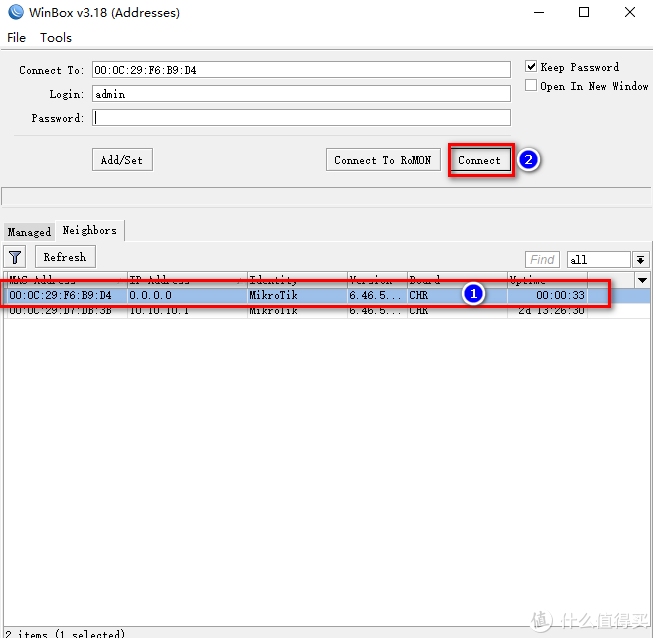 WinBox v3.18 (Addresses)
File Tools
Connect To: 00:0C:29:F6:B9:D4
Keep Password
Login: admin
Open In New Window
Password:
Add/Set Connect To RoMON Connect 2
Managed Neighbors
Refresh Find all
MAC Address IP Address Identity Version Board Uptime
00:0C:29:F6:B9:D4 0.0.0.0 MikroTik 6.46.5... CHR 1 00:00:33
00:0C:29:D7:DB:3B 10.10.10.1 MikroTik 6.46.5... CHR 2d 13:26:30
2 items (1 selected)
值 什么值得买